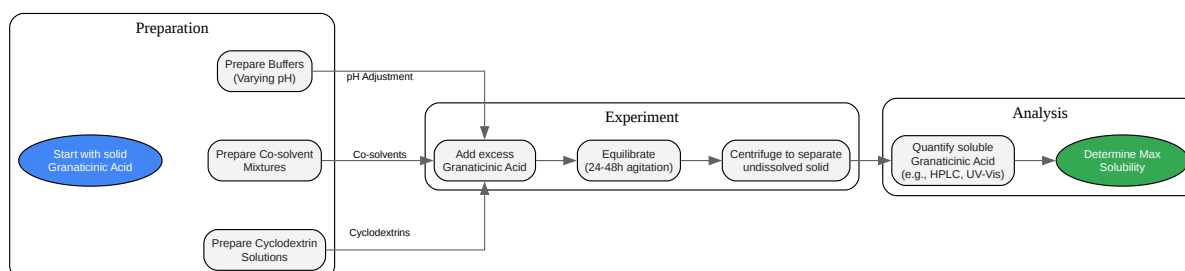 Preparation
Prepare Buffers
(Varying pH)
pH Adjustment
Start with solid
Granaticinic Acid
Prepare Co-solvent
Mixtures
Co-solvents
Prepare Cyclodextrin
Solutions
Cyclodextrins
Experiment
Add excess
Granaticinic Acid
Equilibrate
(24-48h agitation)
Centrifuge to separate
undissolved solid
Analysis
Quantify soluble
Granaticinic Acid
(e.g., HPLC, UV-Vis)
Determine Max
Solubility